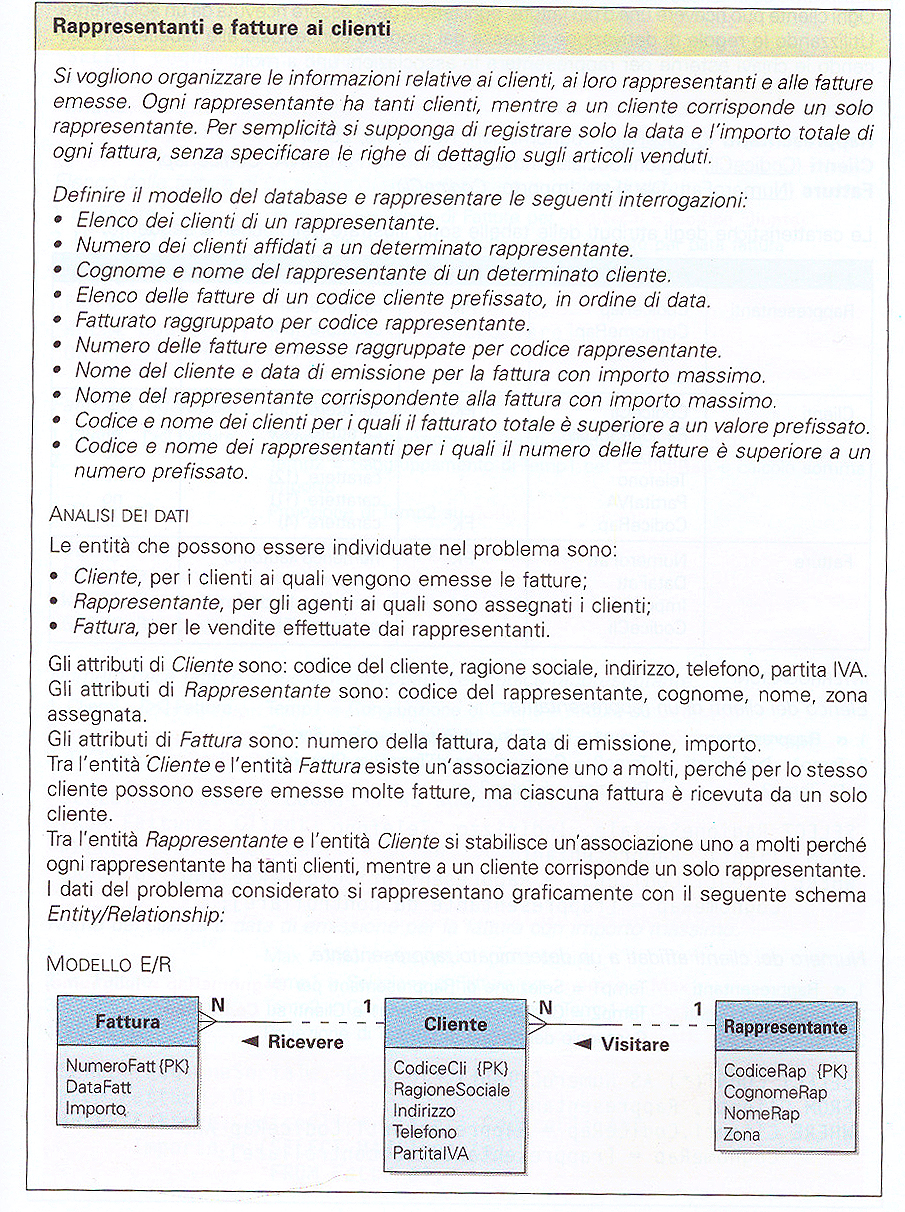 Rappresentanti e fatture ai clienti
Si vogliono organizzare le informazioni relative ai clienti, ai loro rappresentanti e alle fatture
emesse. Ogni rappresentante ha tanti clienti, mentre a un cliente corrisponde un solo
rappresentante. Per semplicità si supponga di registrare solo la data e l'importo totale di
ogni fattura, senza specificare le righe di dettaglio sugli articoli venduti.
Definire il modello del database e rappresentare le seguenti interrogazioni:
• Elenco dei clienti di un rappresentante.
• Numero dei clienti affidati a un determinato rappresentante.
• Cognome e nome del rappresentante di un determinato cliente.
• Elenco delle fatture di un codice cliente prefissato, in ordine di data.
• Fatturato raggruppato per codice rappresentante.
• Numero delle fatture emesse raggruppate per codice rappresentante.
• Nome del cliente e data di emissione per la fattura con importo massimo.
• Nome del rappresentante corrispondente alla fattura con importo massimo.
• Codice e nome dei clienti per i quali il fatturato totale è superiore a un valore prefissato.
• Codice e nome dei rappresentanti per i quali il numero delle fatture è superiore a un
numero prefissato.
ANALISI DEI DATI
Le entità che possono essere individuate nel problema sono:
• Cliente, per i clienti ai quali vengono emesse le fatture;
• Rappresentante, per gli agenti ai quali sono assegnati i clienti;
• Fattura, per le vendite effettuate dai rappresentanti.
Gli attributi di Cliente sono: codice del cliente, ragione sociale, indirizzo, telefono, partita IVA.
Gli attributi di Rappresentante sono: codice del rappresentante, cognome, nome, zona
assegnata.
Gli attributi di Fattura sono: numero della fattura, data di emissione, importo.
Tra l'entità Cliente e l'entità Fattura esiste un'associazione uno a molti, perché per lo stesso
cliente possono essere emesse molte fatture, ma ciascuna fattura è ricevuta da un solo
cliente.
Tra l'entità Rappresentante e l'entità Cliente si stabilisce un'associazione uno a molti perché
ogni rappresentante ha tanti clienti, mentre a un cliente corrisponde un solo rappresentante.
I dati del problema considerato si rappresentano graficamente con il seguente schema
Entity/Relationship:
MODELLO E/R
Fattura
NumeroFatt {PK}
DataFatt
Importo
N 1
◄ Ricevere
Cliente
CodiceCli {PK}
RagioneSociale
Indirizzo
Telefono
PartitaIVA
N 1
◄ Visitare
Rappresentante
CodiceRap {PK}
CognomeRap
NomeRap
Zona